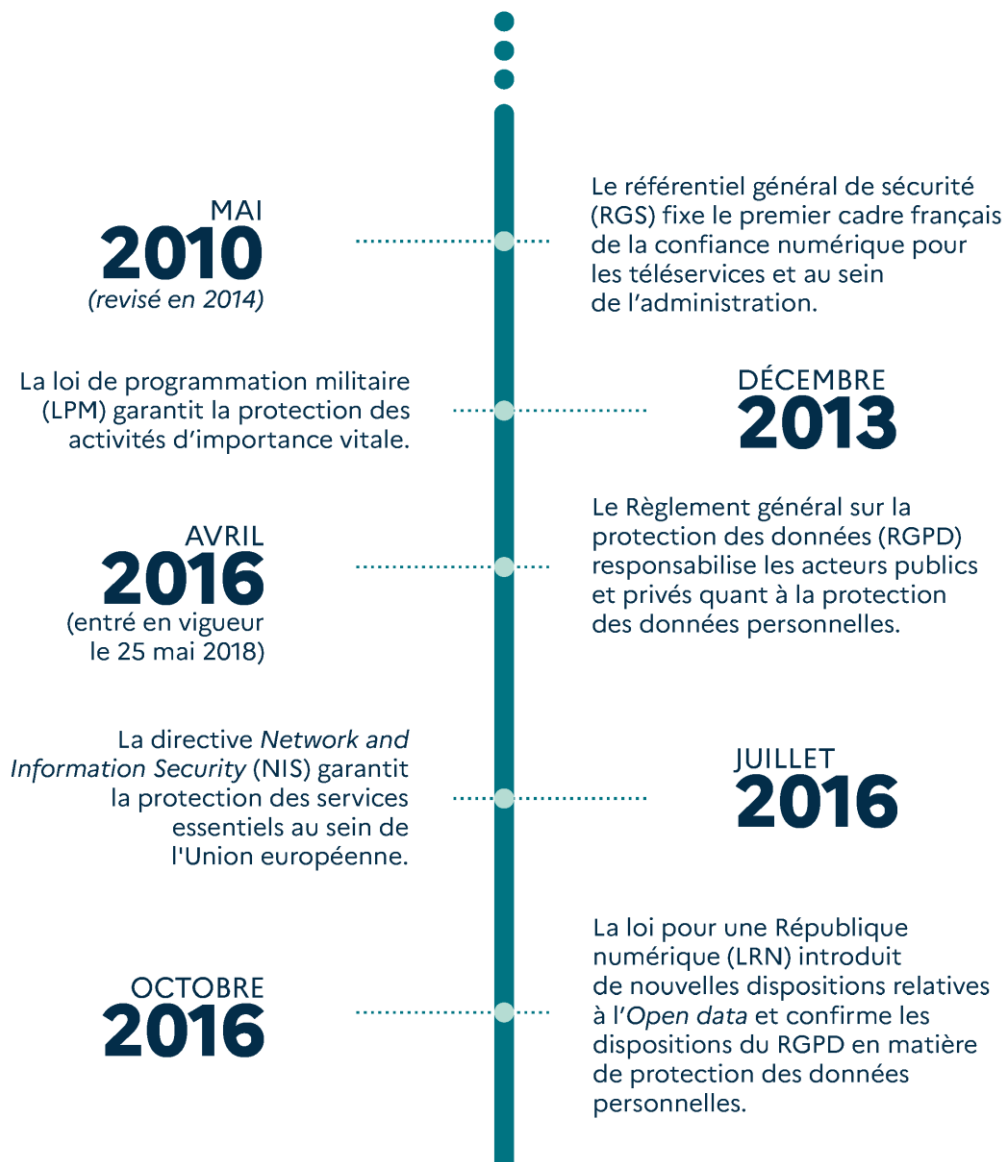 MAI
2010
(revisé en 2014)
Le référentiel général de sécurité
(RGS) fixe le premier cadre français
de la confiance numérique pour
les téléservices et au sein
de l’administration.
La loi de programmation militaire
(LPM) garantit la protection des
activités d’importance vitale.
DÉCEMBRE
2013
AVRIL
2016
(entré en vigueur
le 25 mai 2018)
Le Règlement général sur la
protection des données (RGPD)
responsabilise les acteurs publics
et privés quant à la protection
des données personnelles.
La directive Network and
Information Security (NIS) garantit
la protection des services
essentiels au sein de
l'Union européenne.
JUILLET
2016
OCTOBRE
2016
La loi pour une République
numérique (LRN) introduit
de nouvelles dispositions relatives
à l’Open data et confirme les
dispositions du RGPD en matière
de protection des données
personnelles.